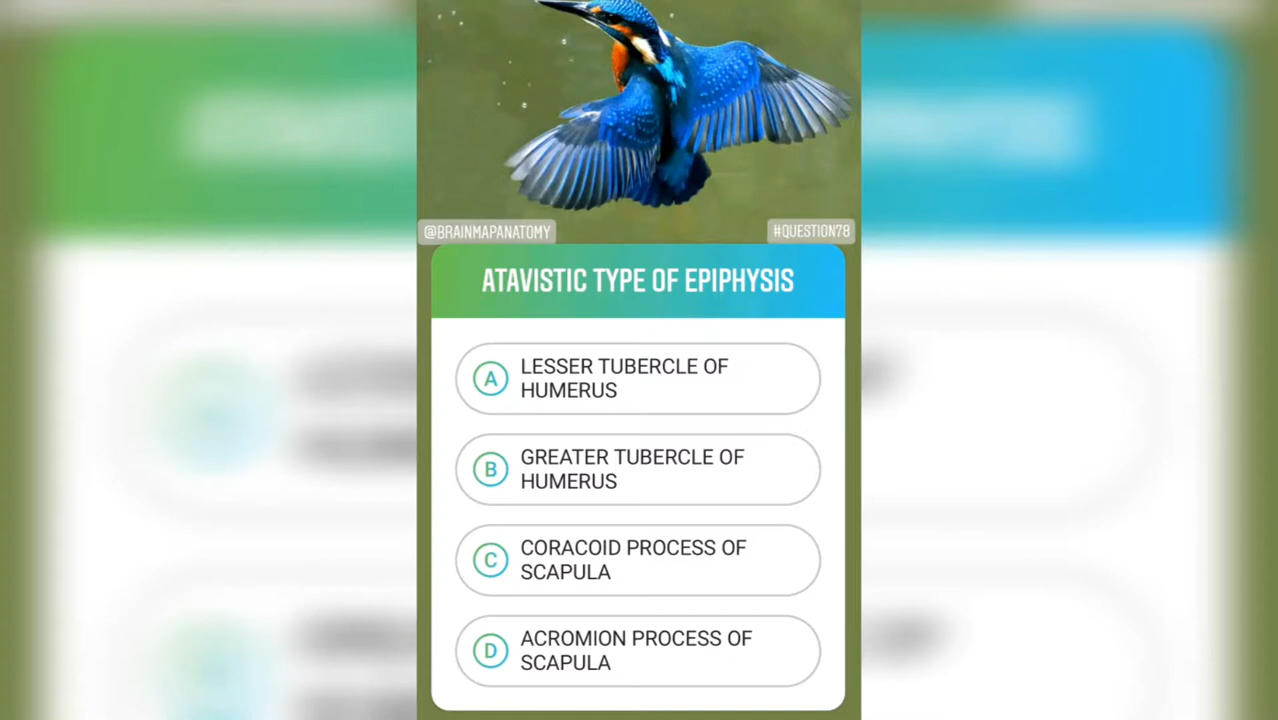 @BRAINMAPANATOMY
#QUESTION78
ATAVISTIC TYPE OF EPIPHYSIS
A
LESSER TUBERCLE OF
HUMERUS
B
GREATER TUBERCLE OF
HUMERUS
C
CORACOID PROCESS OF
SCAPULA
D
ACROMION PROCESS OF
SCAPULA